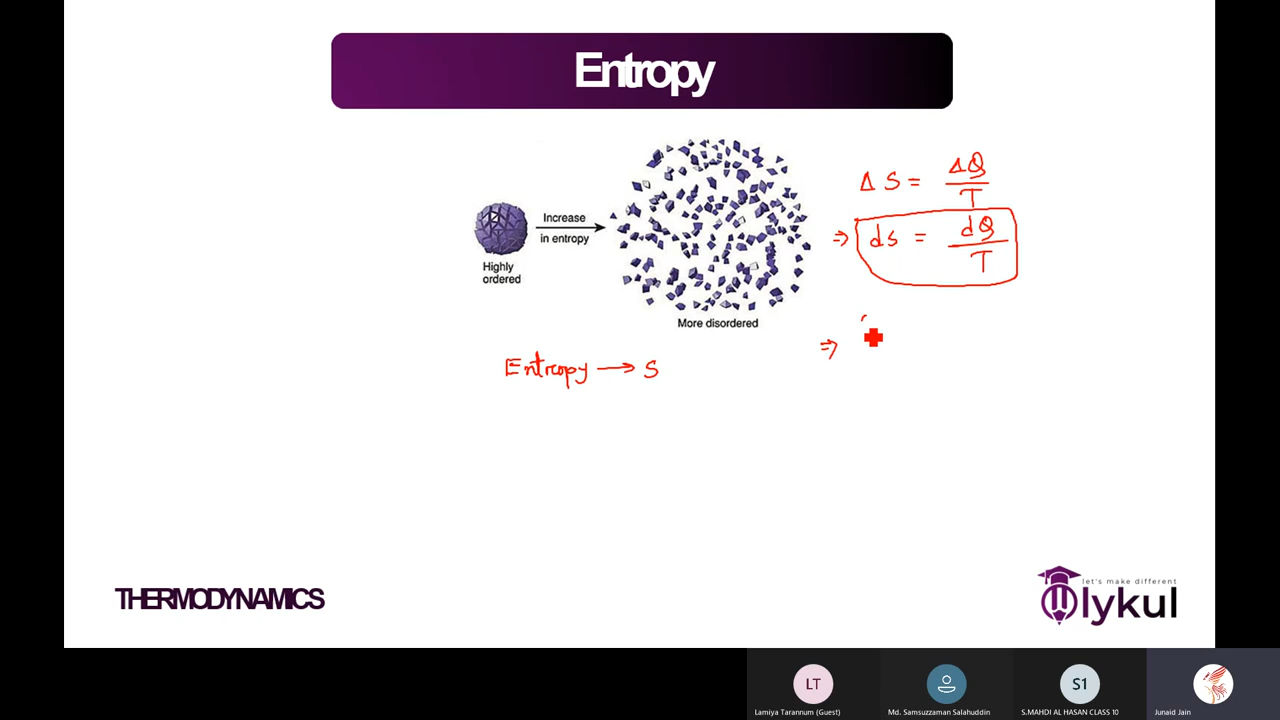 Entropy
Increase
in entropy
Highly
ordered
More disordered
Δ S = ΔQ/T
⇒ ds = dQ/T
⇒
Entropy → S
THERMODYNAMICS
let's make different
lykul
LT
S1
Lamiya Tarannum (Guest)
Md. Samsuzzaman Salahuddin
S.MAHDI AL HASAN CLASS 10
Junaid Jain